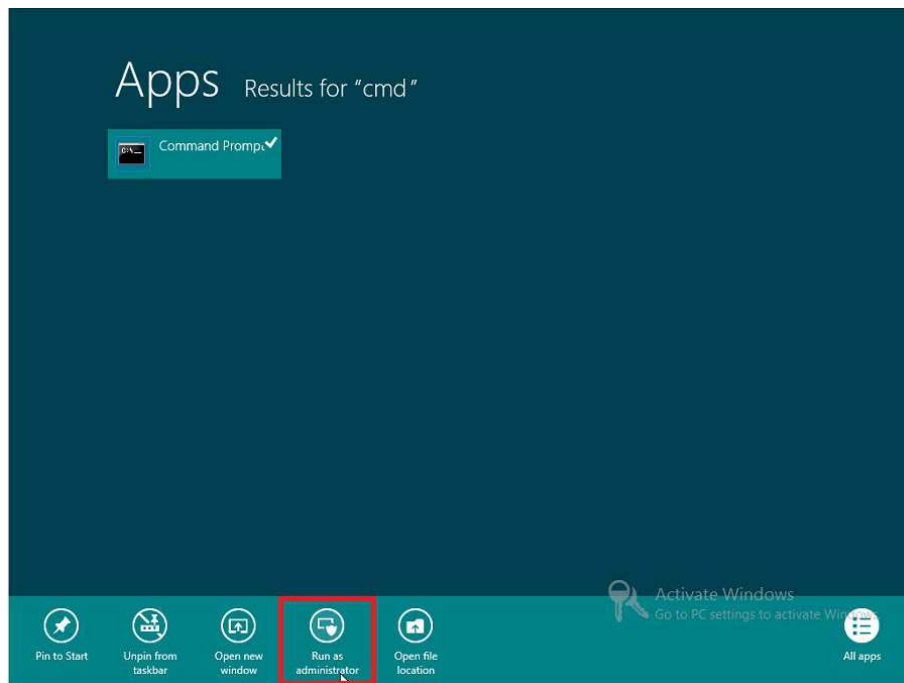 Apps Results for "cmd"
C:\_
Command Prompt
Activate Windows
Go to PC settings to activate Windows.
Pin to Start
Unpin from
taskbar
Open new
window
Run as
administrator
Open file
location
All apps